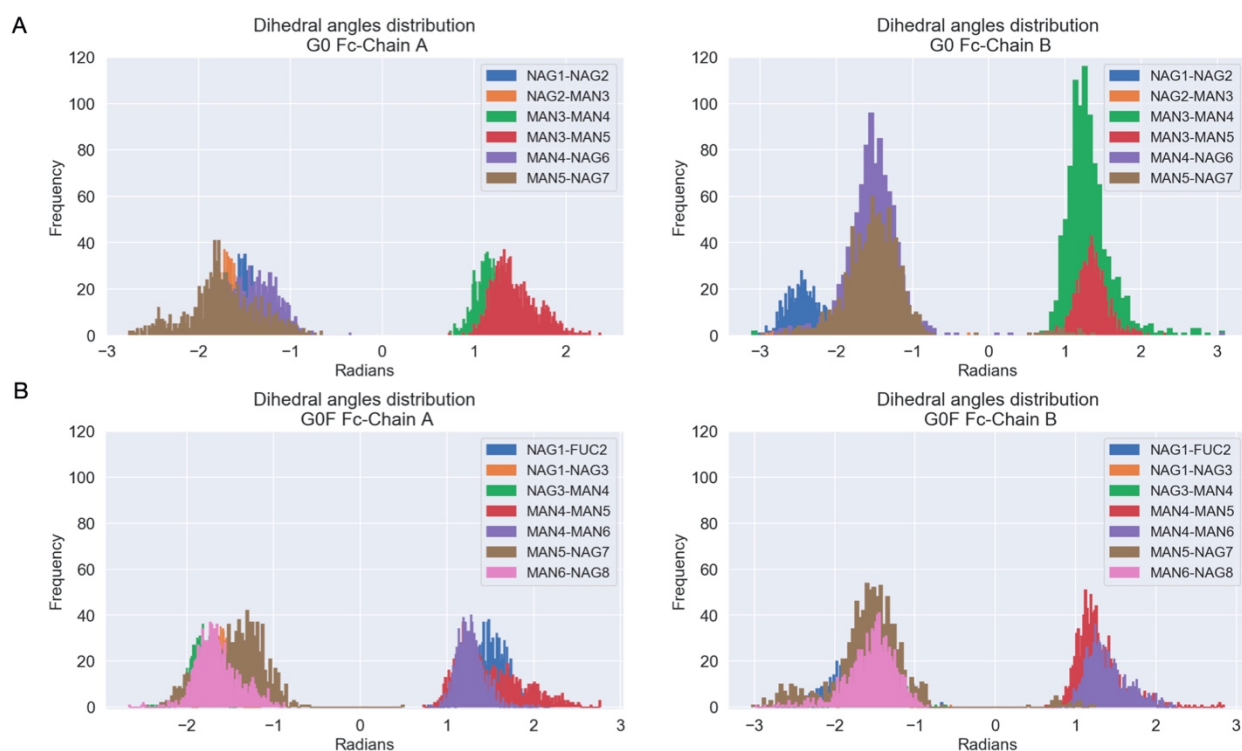 A
Dihedral angles distribution
G0 Fc-Chain A
120
100
80
60
40
20
0
Frequency
−3
−2
−1
0
1
2
Radians
NAG1-NAG2
NAG2-MAN3
MAN3-MAN4
MAN3-MAN5
MAN4-NAG6
MAN5-NAG7
Dihedral angles distribution
G0 Fc-Chain B
120
100
80
60
40
20
0
Frequency
−3
−2
−1
0
1
2
3
Radians
NAG1-NAG2
NAG2-MAN3
MAN3-MAN4
MAN3-MAN5
MAN4-NAG6
MAN5-NAG7
B
Dihedral angles distribution
G0F Fc-Chain A
120
100
80
60
40
20
0
Frequency
−2
−1
0
1
2
3
Radians
NAG1-FUC2
NAG1-NAG3
NAG3-MAN4
MAN4-MAN5
MAN4-MAN6
MAN5-NAG7
MAN6-NAG8
Dihedral angles distribution
G0F Fc-Chain B
120
100
80
60
40
20
0
Frequency
−3
−2
−1
0
1
2
3
Radians
NAG1-FUC2
NAG1-NAG3
NAG3-MAN4
MAN4-MAN5
MAN4-MAN6
MAN5-NAG7
MAN6-NAG8